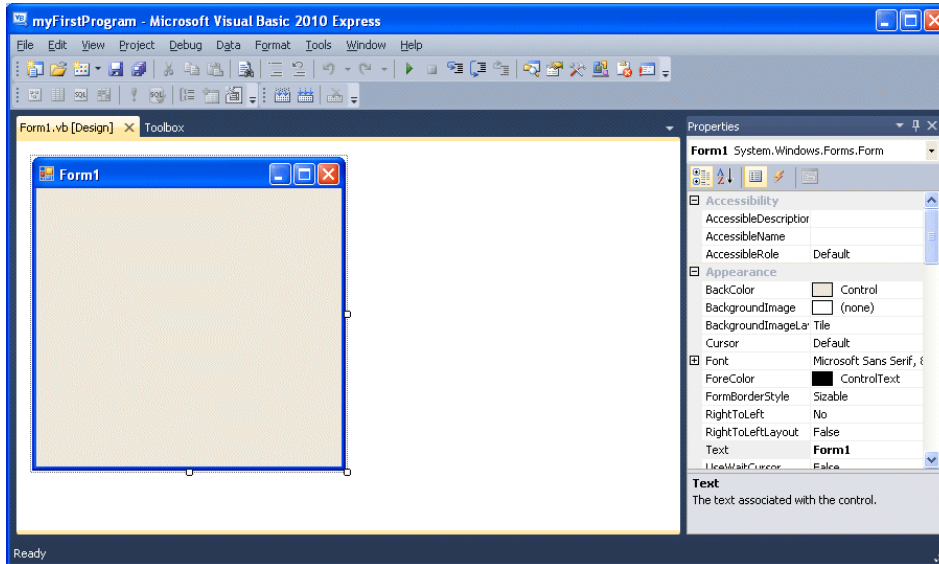 myFirstProgram - Microsoft Visual Basic 2010 Express
File Edit View Project Debug Data Format Tools Window Help
Form1.vb [Design] Toolbox
Form1
Properties
Form1 System.Windows.Forms.Form
Accessibility
AccessibleDescription
AccessibleName
AccessibleRole Default
Appearance
BackColor Control
BackgroundImage (none)
BackgroundImageLa Tile
Cursor Default
Font Microsoft Sans Serif, 8
ForeColor ControlText
FormBorderStyle Sizable
RightToLeft No
RightToLeftLayout False
Text Form1
UseWaitCursor False
Text
The text associated with the control.
Ready